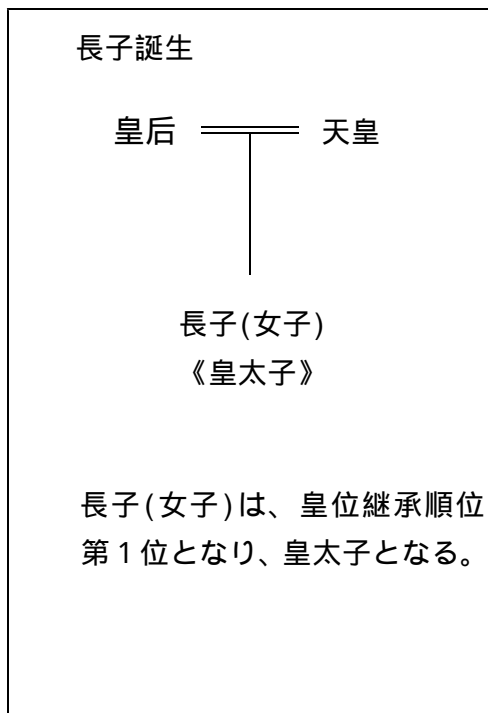 長子誕生
皇后 天皇
長子(女子)
《皇太子》
長子(女子)は、皇位継承順位
第1位となり、皇太子となる。